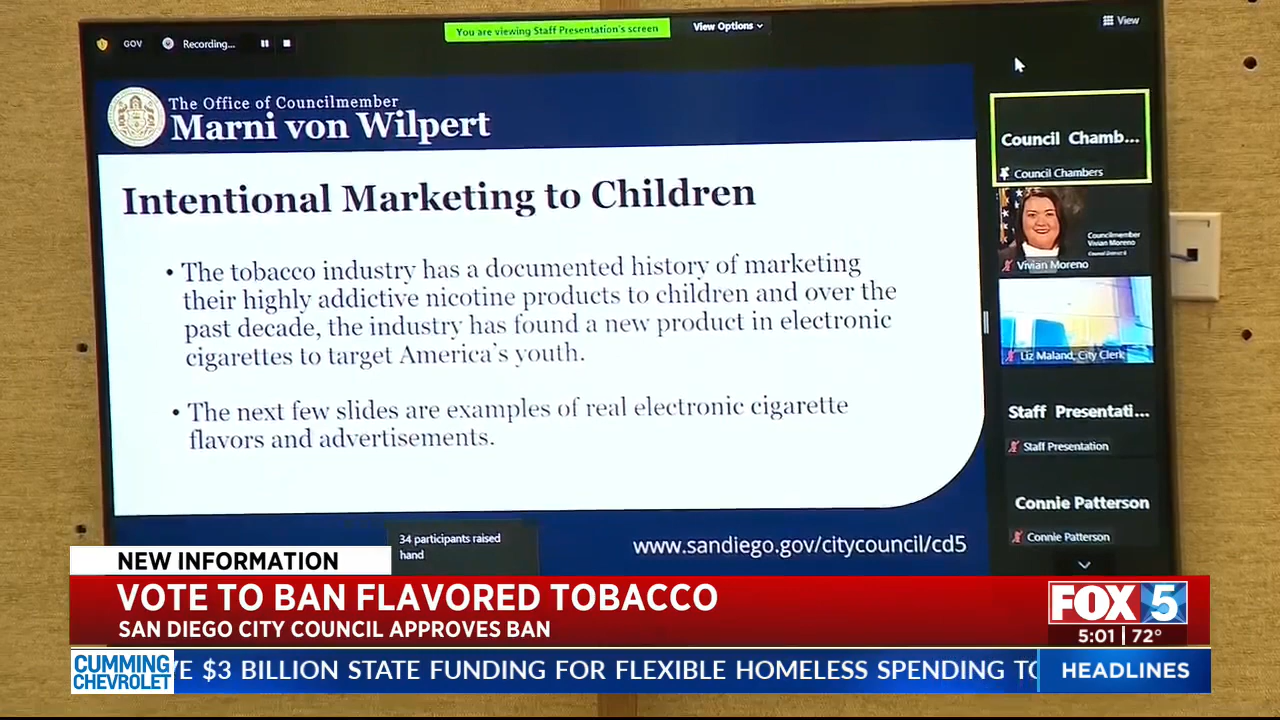 GOV
Recording...
You are viewing Staff Presentation's screen
View Options
View
The Office of Councilmember
Marni von Wilpert
Intentional Marketing to Children
• The tobacco industry has a documented history of marketing
their highly addictive nicotine products to children and over the
past decade, the industry has found a new product in electronic
cigarettes to target America's youth.
• The next few slides are examples of real electronic cigarette
flavors and advertisements.
34 participants raised
hand
www.sandiego.gov/citycouncil/cd5
Council Chamb...
Council Chambers
Councilmember
Vivian Moreno
Vivian Moreno
Liz Maland, City Clerk
Staff Presentati...
Staff Presentation
Connie Patterson
Connie Patterson
NEW INFORMATION
VOTE TO BAN FLAVORED TOBACCO
SAN DIEGO CITY COUNCIL APPROVES BAN
FOX 5
5:01 | 72°
CUMMING
CHEVROLET
VE $3 BILLION STATE FUNDING FOR FLEXIBLE HOMELESS SPENDING TO
HEADLINES